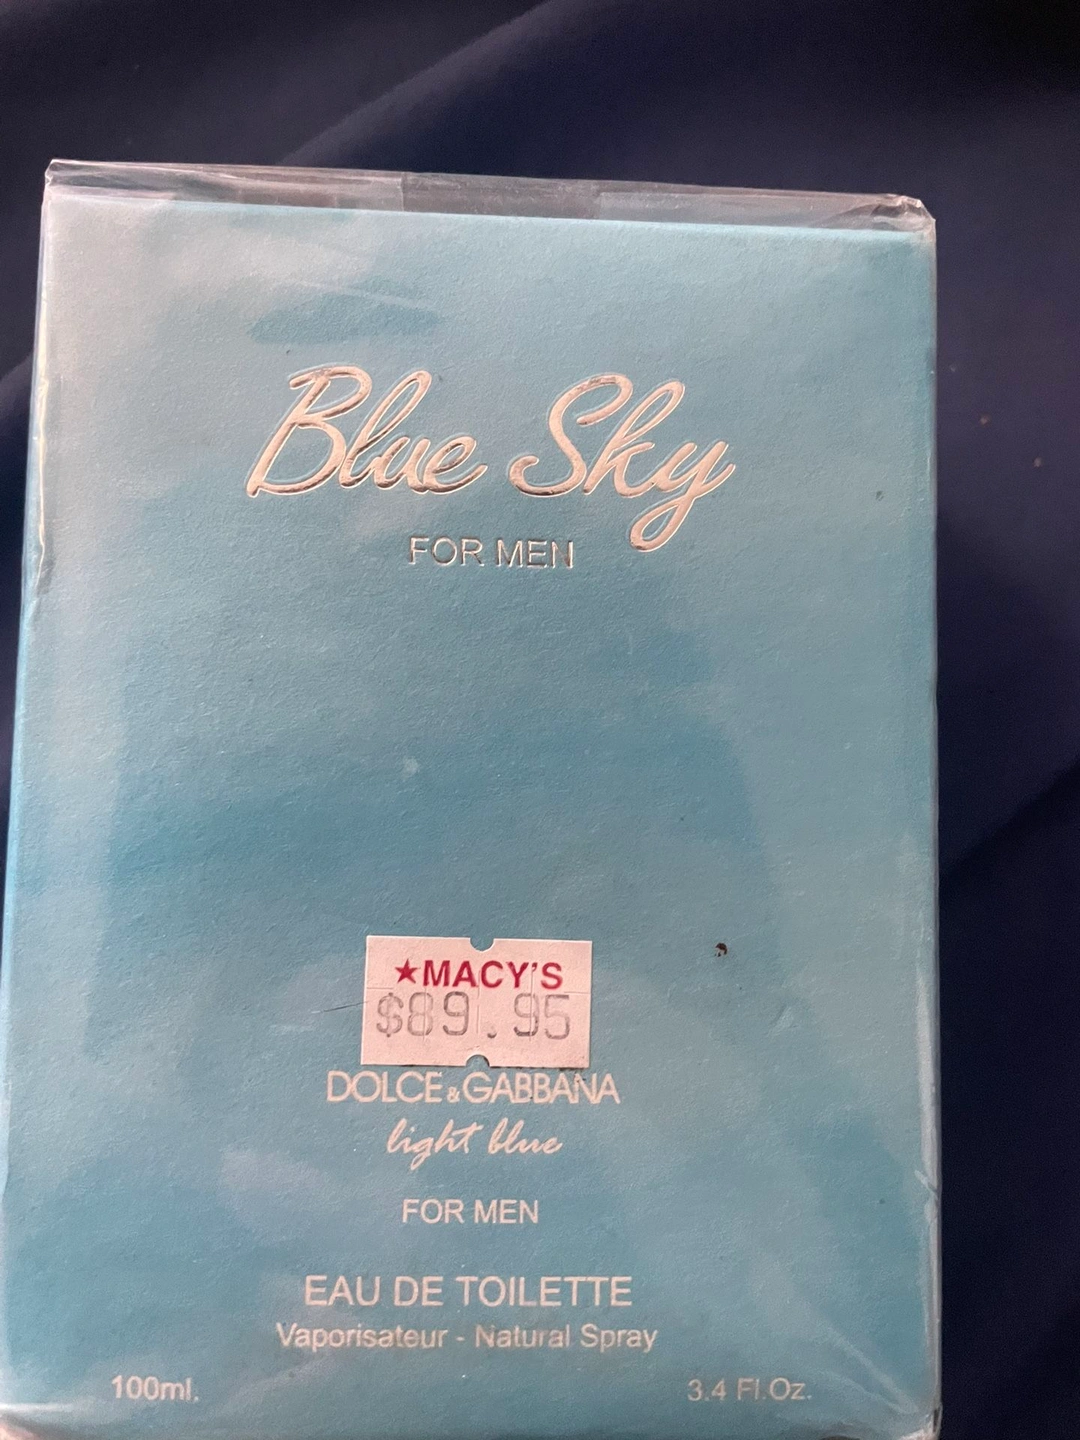 Blue Sky
FOR MEN
★MACY'S
$89.95
DOLCE&GABBANA
light blue
FOR MEN
EAU DE TOILETTE
Vaporisateur - Natural Spray
100ml.
3.4 Fl.Oz.